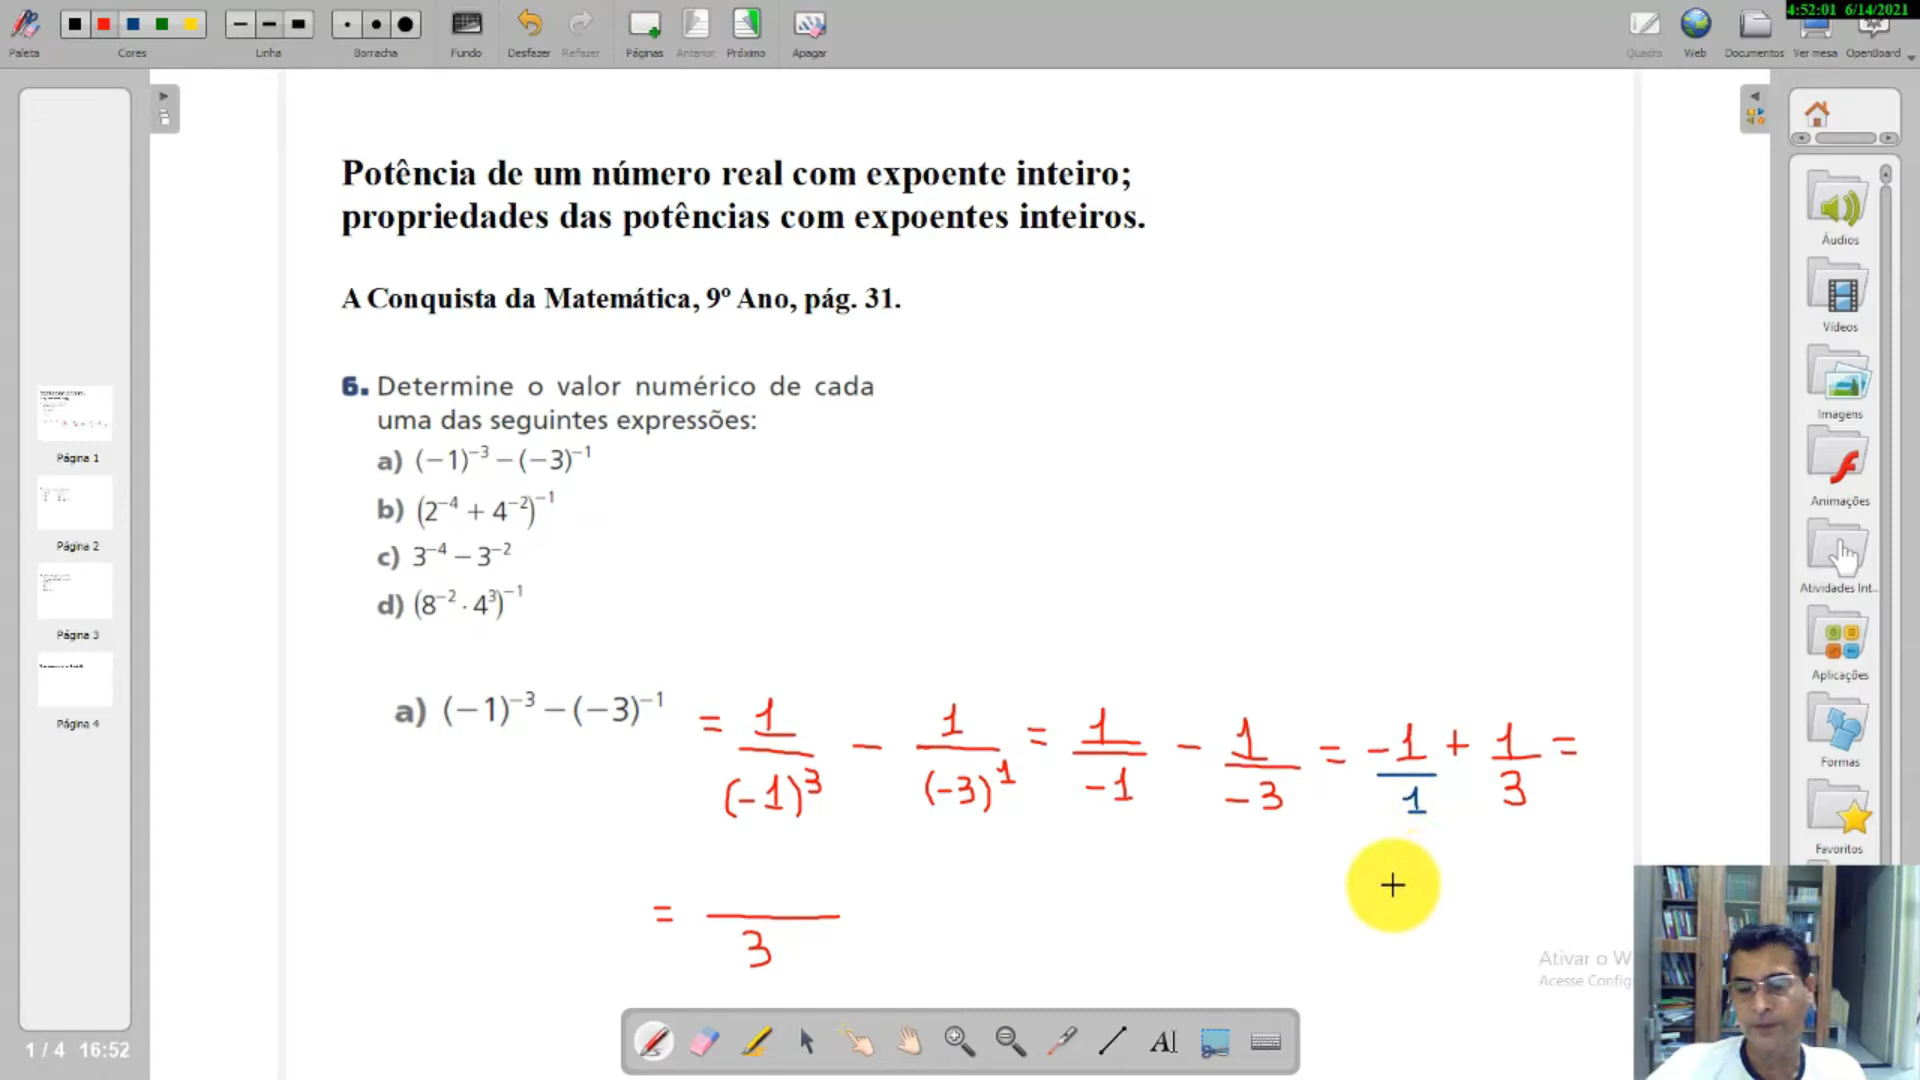 4:52:01 6/14/2021
Paleta Cores Linha Borracha Fundo Desfazer Refazer Páginas Anterior Próximo Apagar Quadro Web Documentos Ver mesa OpenBoard
Potência de um número real com expoente inteiro;
propriedades das potências com expoentes inteiros.
A Conquista da Matemática, 9º Ano, pág. 31.
6. Determine o valor numérico de cada
uma das seguintes expressões:
a) (−1)⁻³ − (−3)⁻¹
b) (2⁻⁴ + 4⁻²)⁻¹
c) 3⁻⁴ − 3⁻²
d) (8⁻² · 4³)⁻¹
a) (−1)⁻³ − (−3)⁻¹ = 1/(-1)³ − 1/(-3)¹ = 1/-1 − 1/-3 = -1/1 + 1/3 =
= /3
Página 1
Página 2
Página 3
Página 4
1 / 4 16:52
Áudios
Vídeos
Imagens
Animações
Atividades Int...
Aplicações
Formas
Favoritos
Ativar o W
Acesse Config
AI